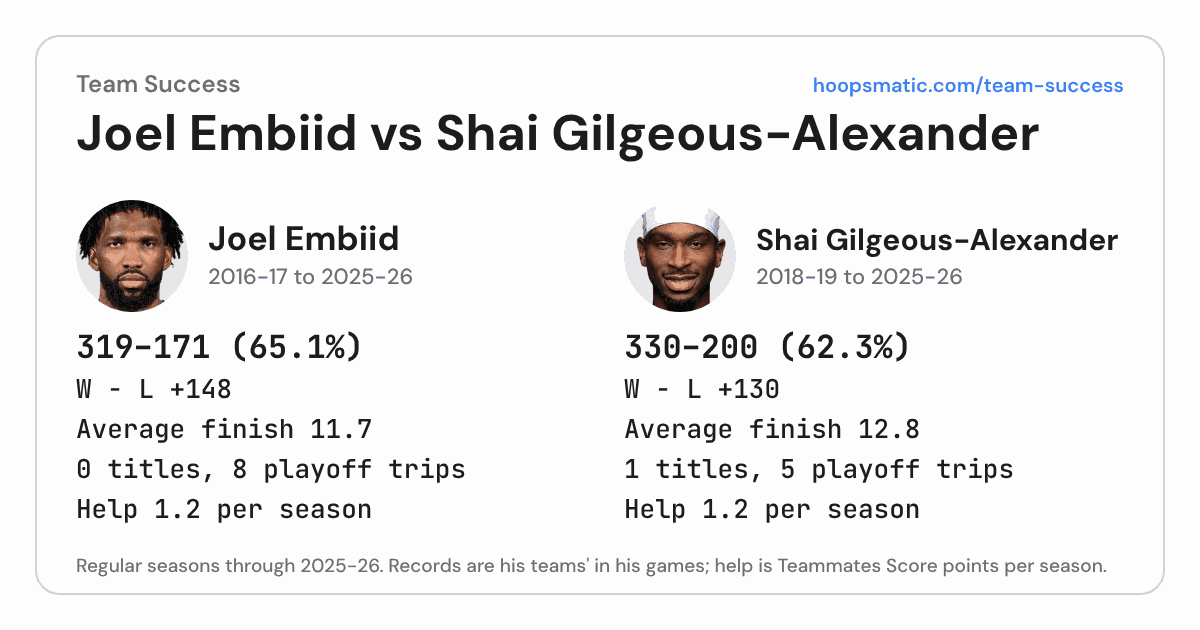 Team Success
hoopsmatic.com/team-success
Joel Embiid vs Shai Gilgeous-Alexander
Joel Embiid
2016-17 to 2025-26
319-171 (65.1%)
W - L +148
Average finish 11.7
0 titles, 8 playoff trips
Help 1.2 per season
Shai Gilgeous-Alexander
2018-19 to 2025-26
330-200 (62.3%)
W - L +130
Average finish 12.8
1 titles, 5 playoff trips
Help 1.2 per season
Regular seasons through 2025-26. Records are his teams' in his games; help is Teammates Score points per season.